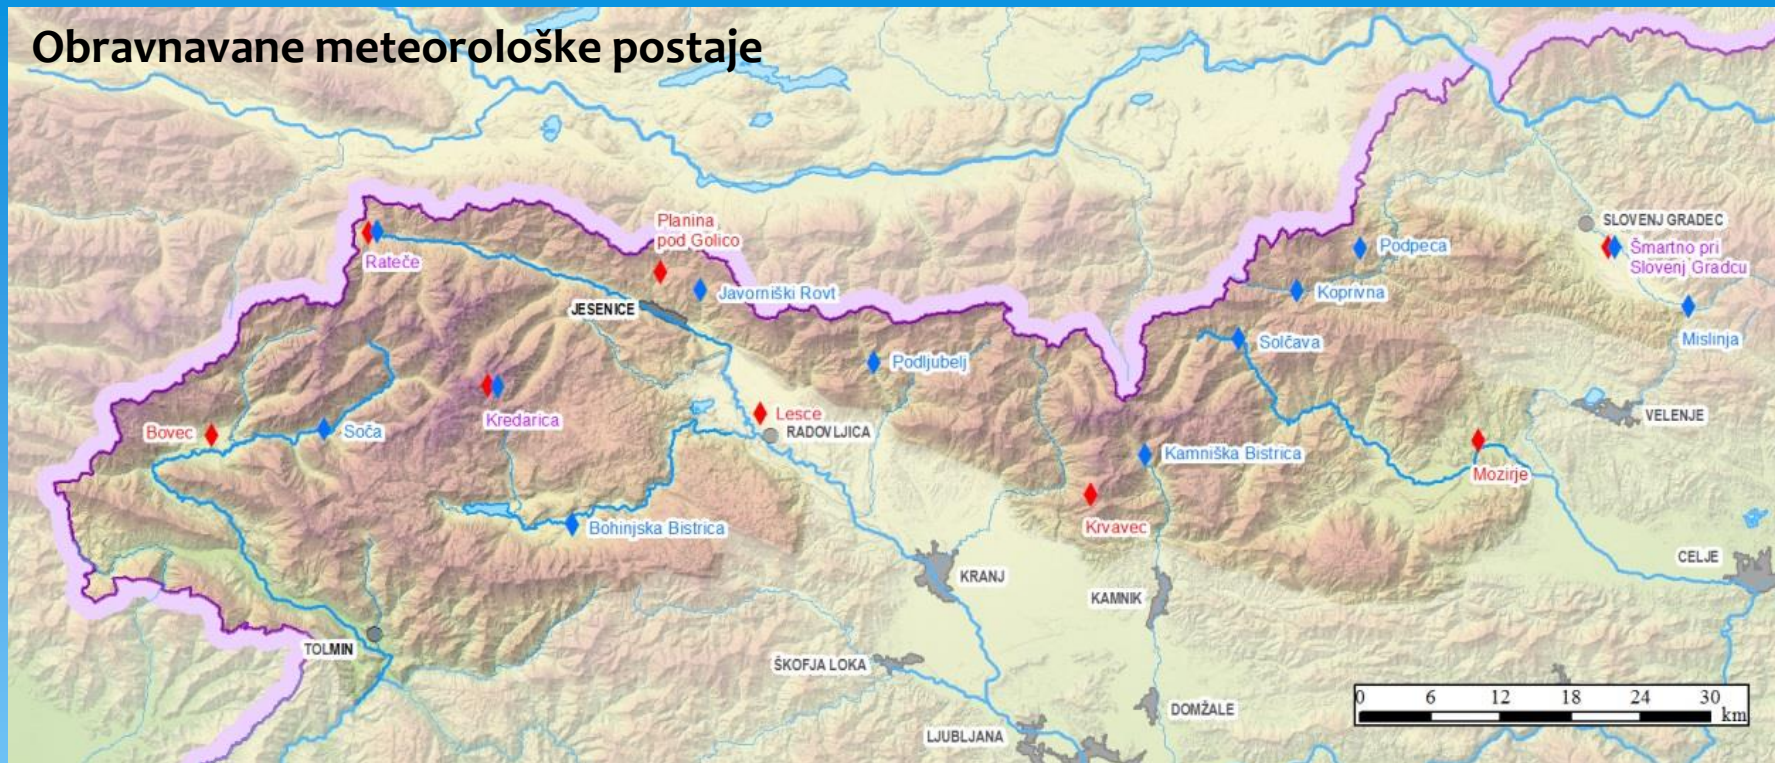 Obravnavane meteorološke postaje
Planina
pod Golico
SLOVENJ GRADEC
Rateče
Podpeca
Šmartno pri
Slovenj Gradcu
Javorniški Rovt
Koprivna
JESENICE
Solčava
Mislinja
Podljubelj
Kredarica
Lesce
VELENJE
Bovec
Soča
RADOVLJICA
Kamniška Bistrica
Mozirje
Krvavec
Bohinjska Bistrica
CELJE
KRANJ
KAMNIK
TOLMIN
ŠKOFJA LOKA
0 6 12 18 24 30
km
DOMŽALE
LJUBLJANA